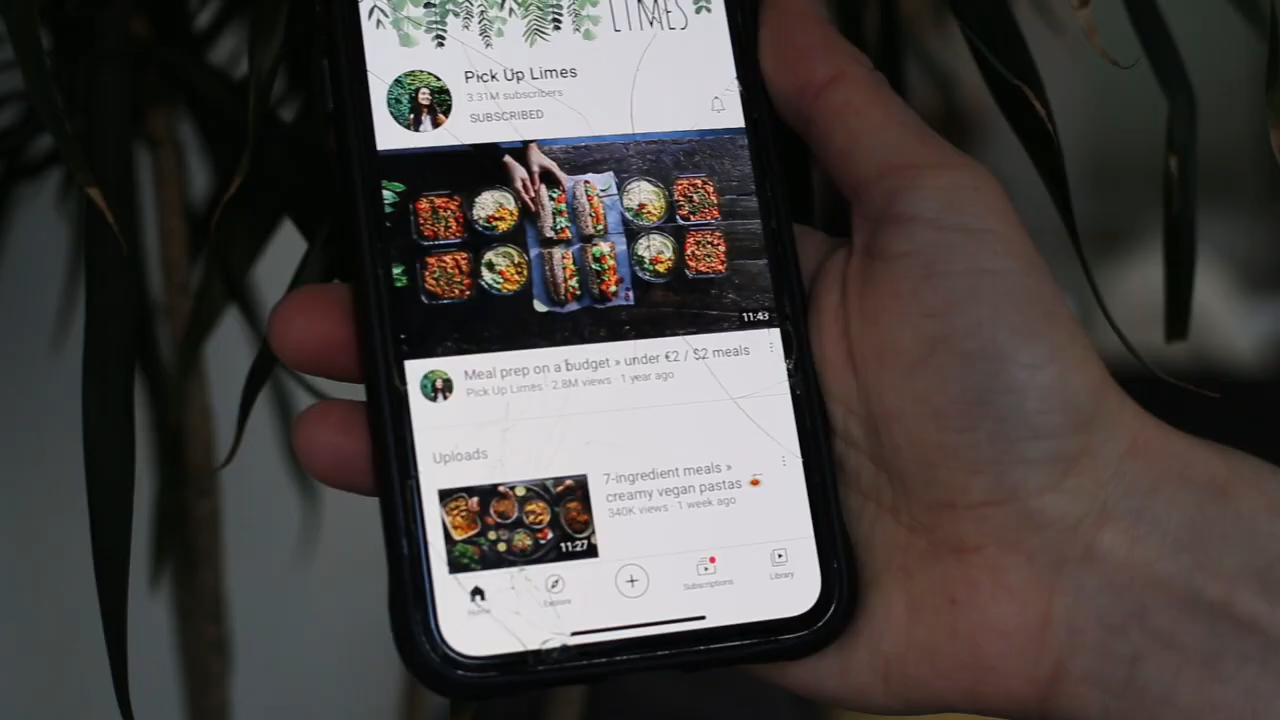 LIMES
Pick Up Limes
3.31M subscribers
SUBSCRIBED
11:43
Meal prep on a budget » under €2 / $2 meals
Pick Up Limes · 2.8M views · 1 year ago
Uploads
7-ingredient meals »
creamy vegan pastas
340K views · 1 week ago
11:27
Home
Explore
Subscriptions
Library